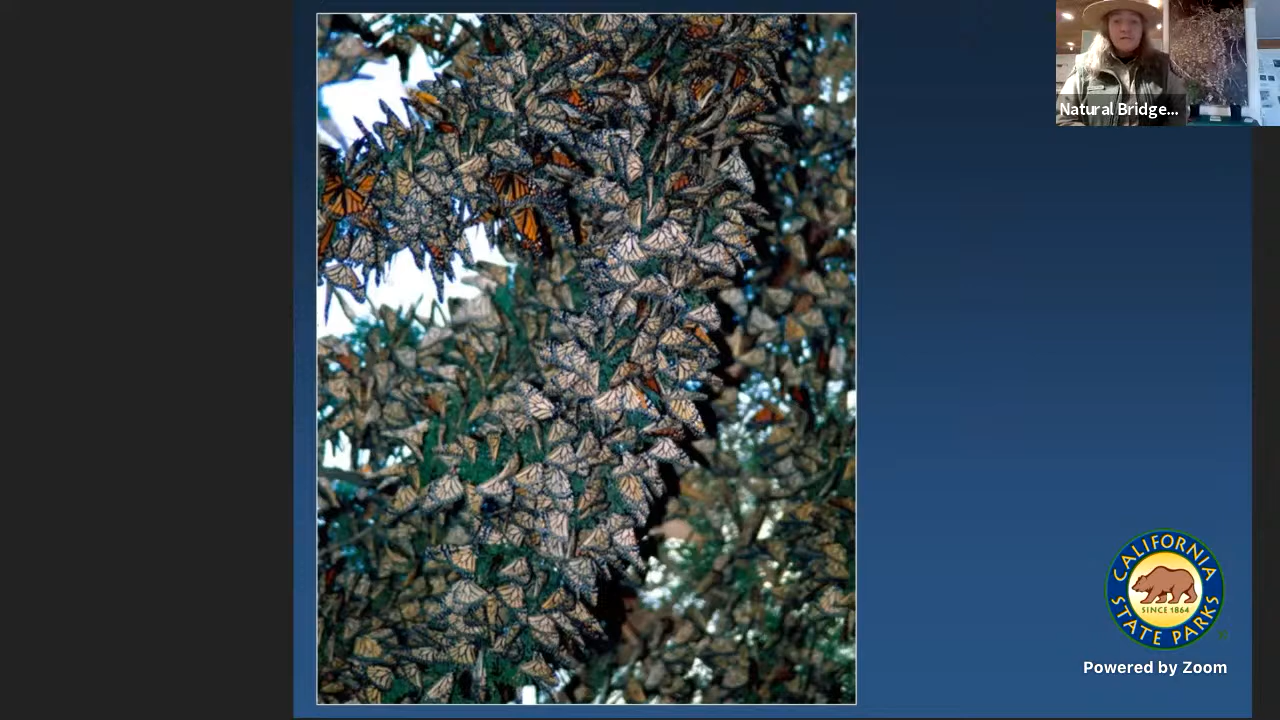 Natural Bridge...
CALIFORNIA
STATE PARKS
SINCE 1864
Powered by Zoom